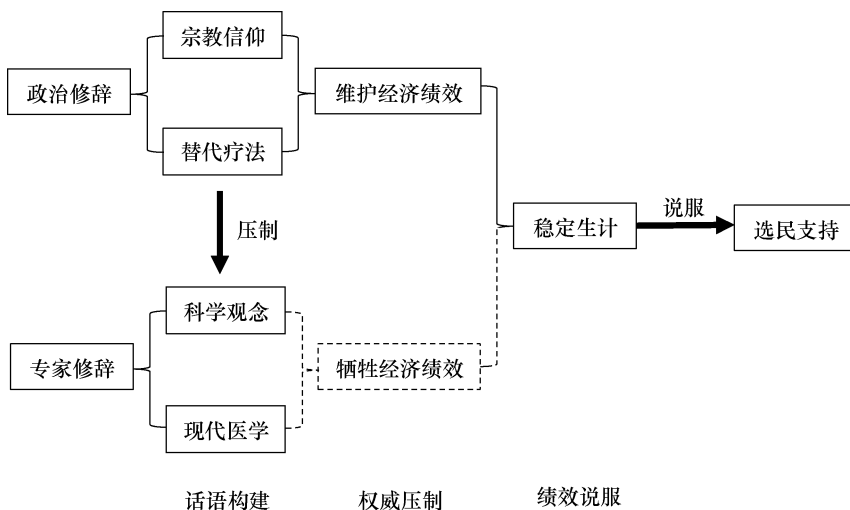 宗教信仰
政治修辞
维护经济绩效
替代疗法
压制
说服
稳定生计
选民支持
科学观念
专家修辞
牺牲经济绩效
现代医学
话语构建
权威压制
绩效说服